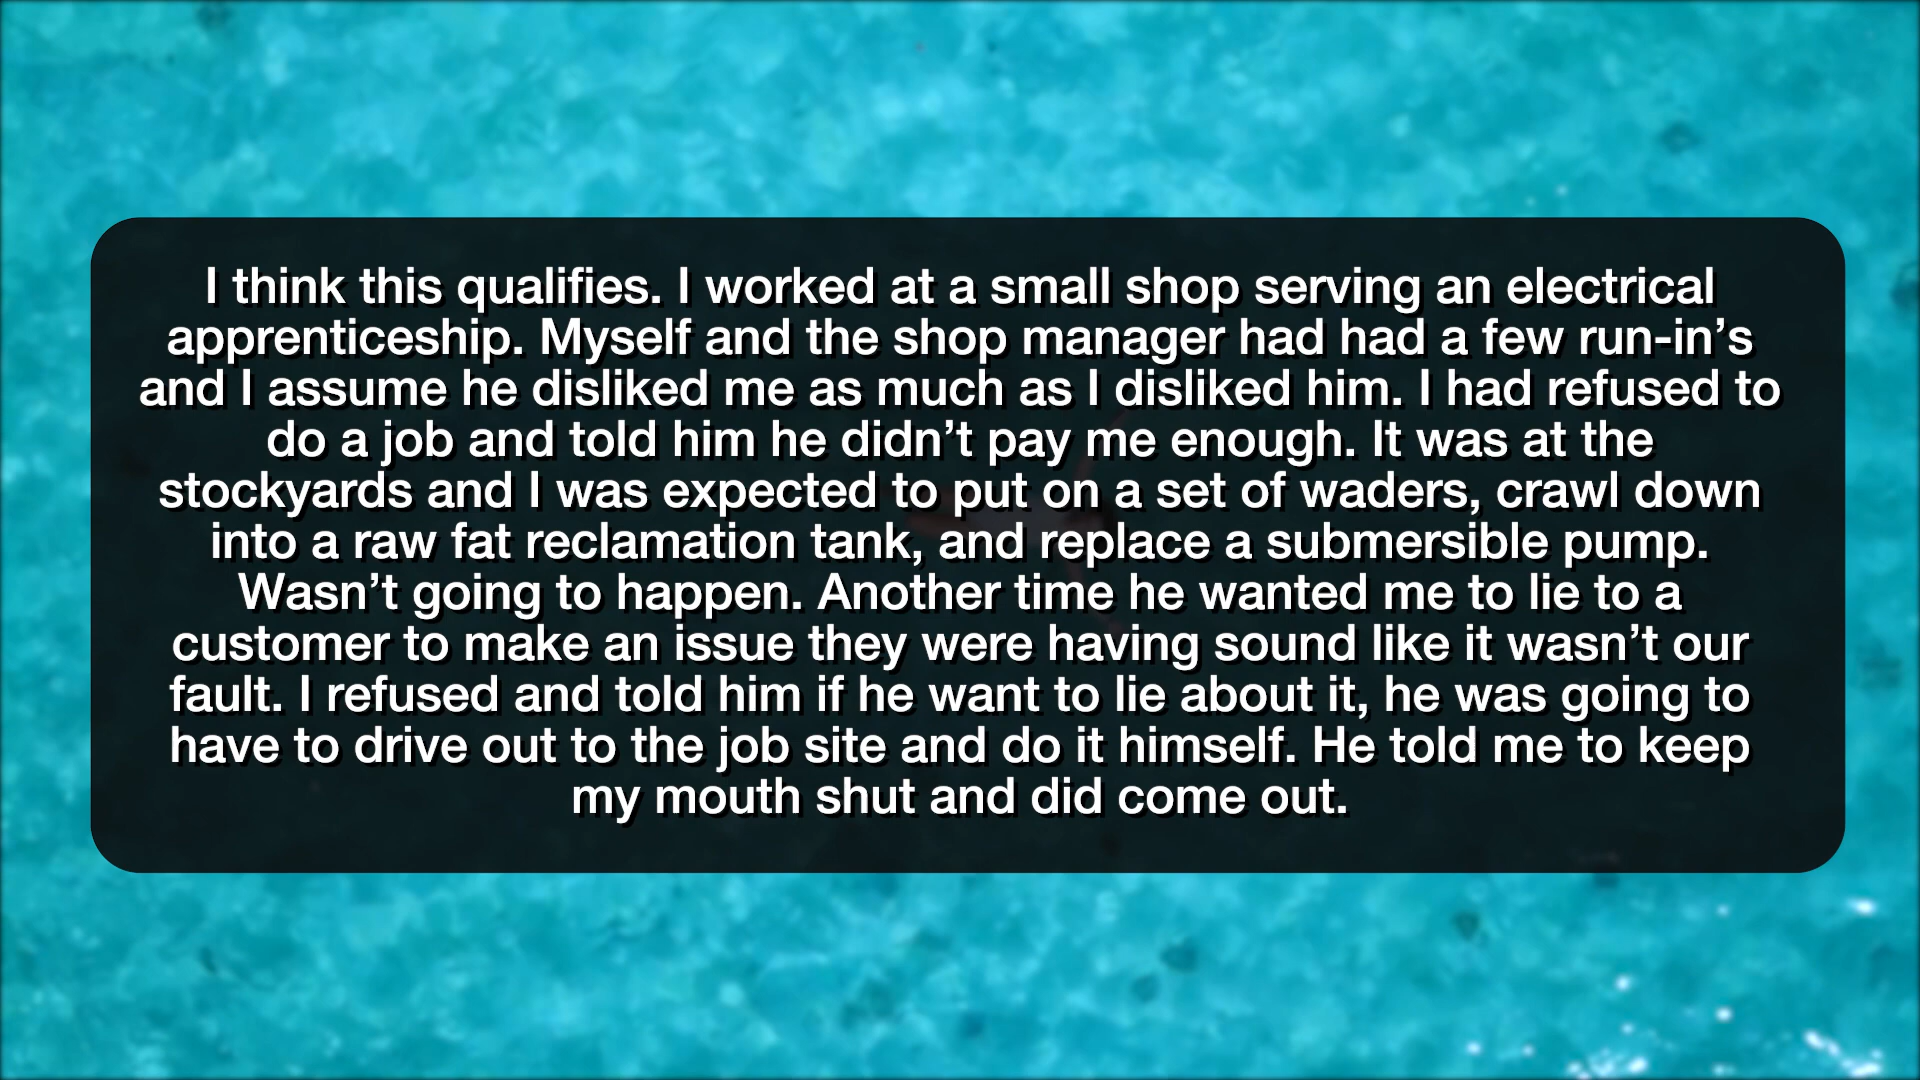 I think this qualifies. I worked at a small shop serving an electrical
apprenticeship. Myself and the shop manager had had a few run-in’s
and I assume he disliked me as much as I disliked him. I had refused to
do a job and told him he didn’t pay me enough. It was at the
stockyards and I was expected to put on a set of waders, crawl down
into a raw fat reclamation tank, and replace a submersible pump.
Wasn’t going to happen. Another time he wanted me to lie to a
customer to make an issue they were having sound like it wasn’t our
fault. I refused and told him if he want to lie about it, he was going to
have to drive out to the job site and do it himself. He told me to keep
my mouth shut and did come out.